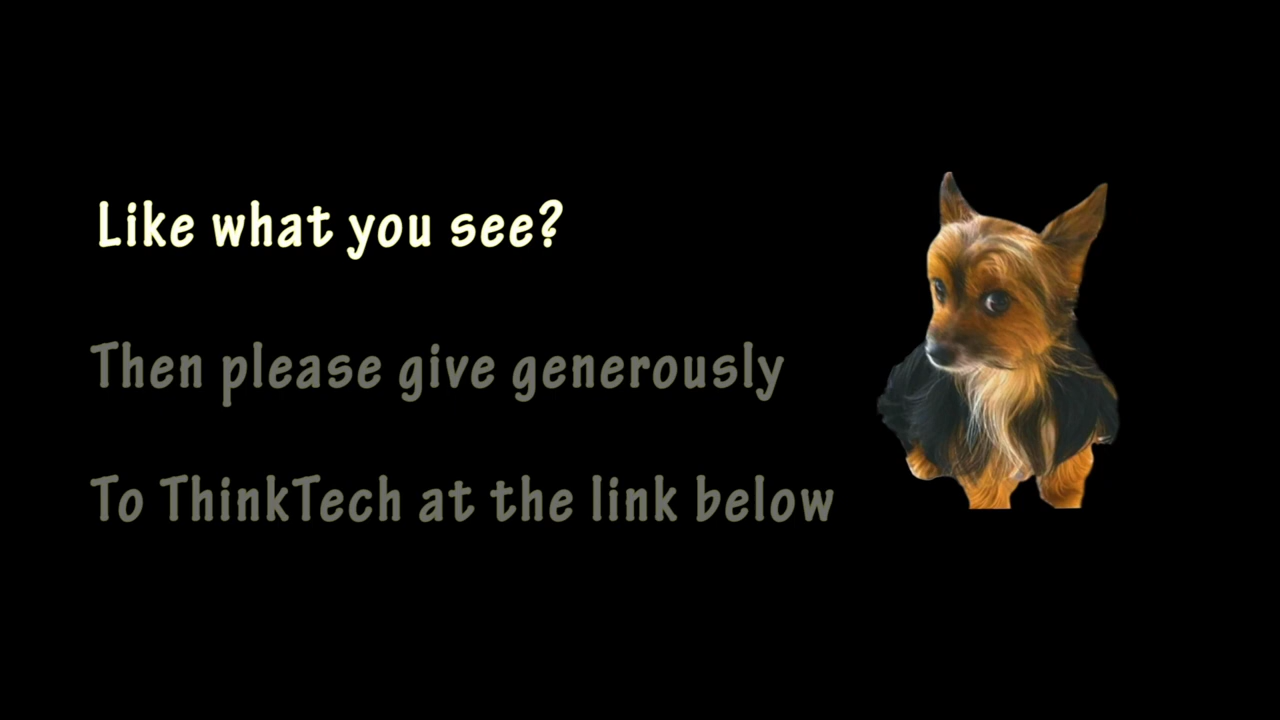 Like what you see?
Then please give generously
To ThinkTech at the link below